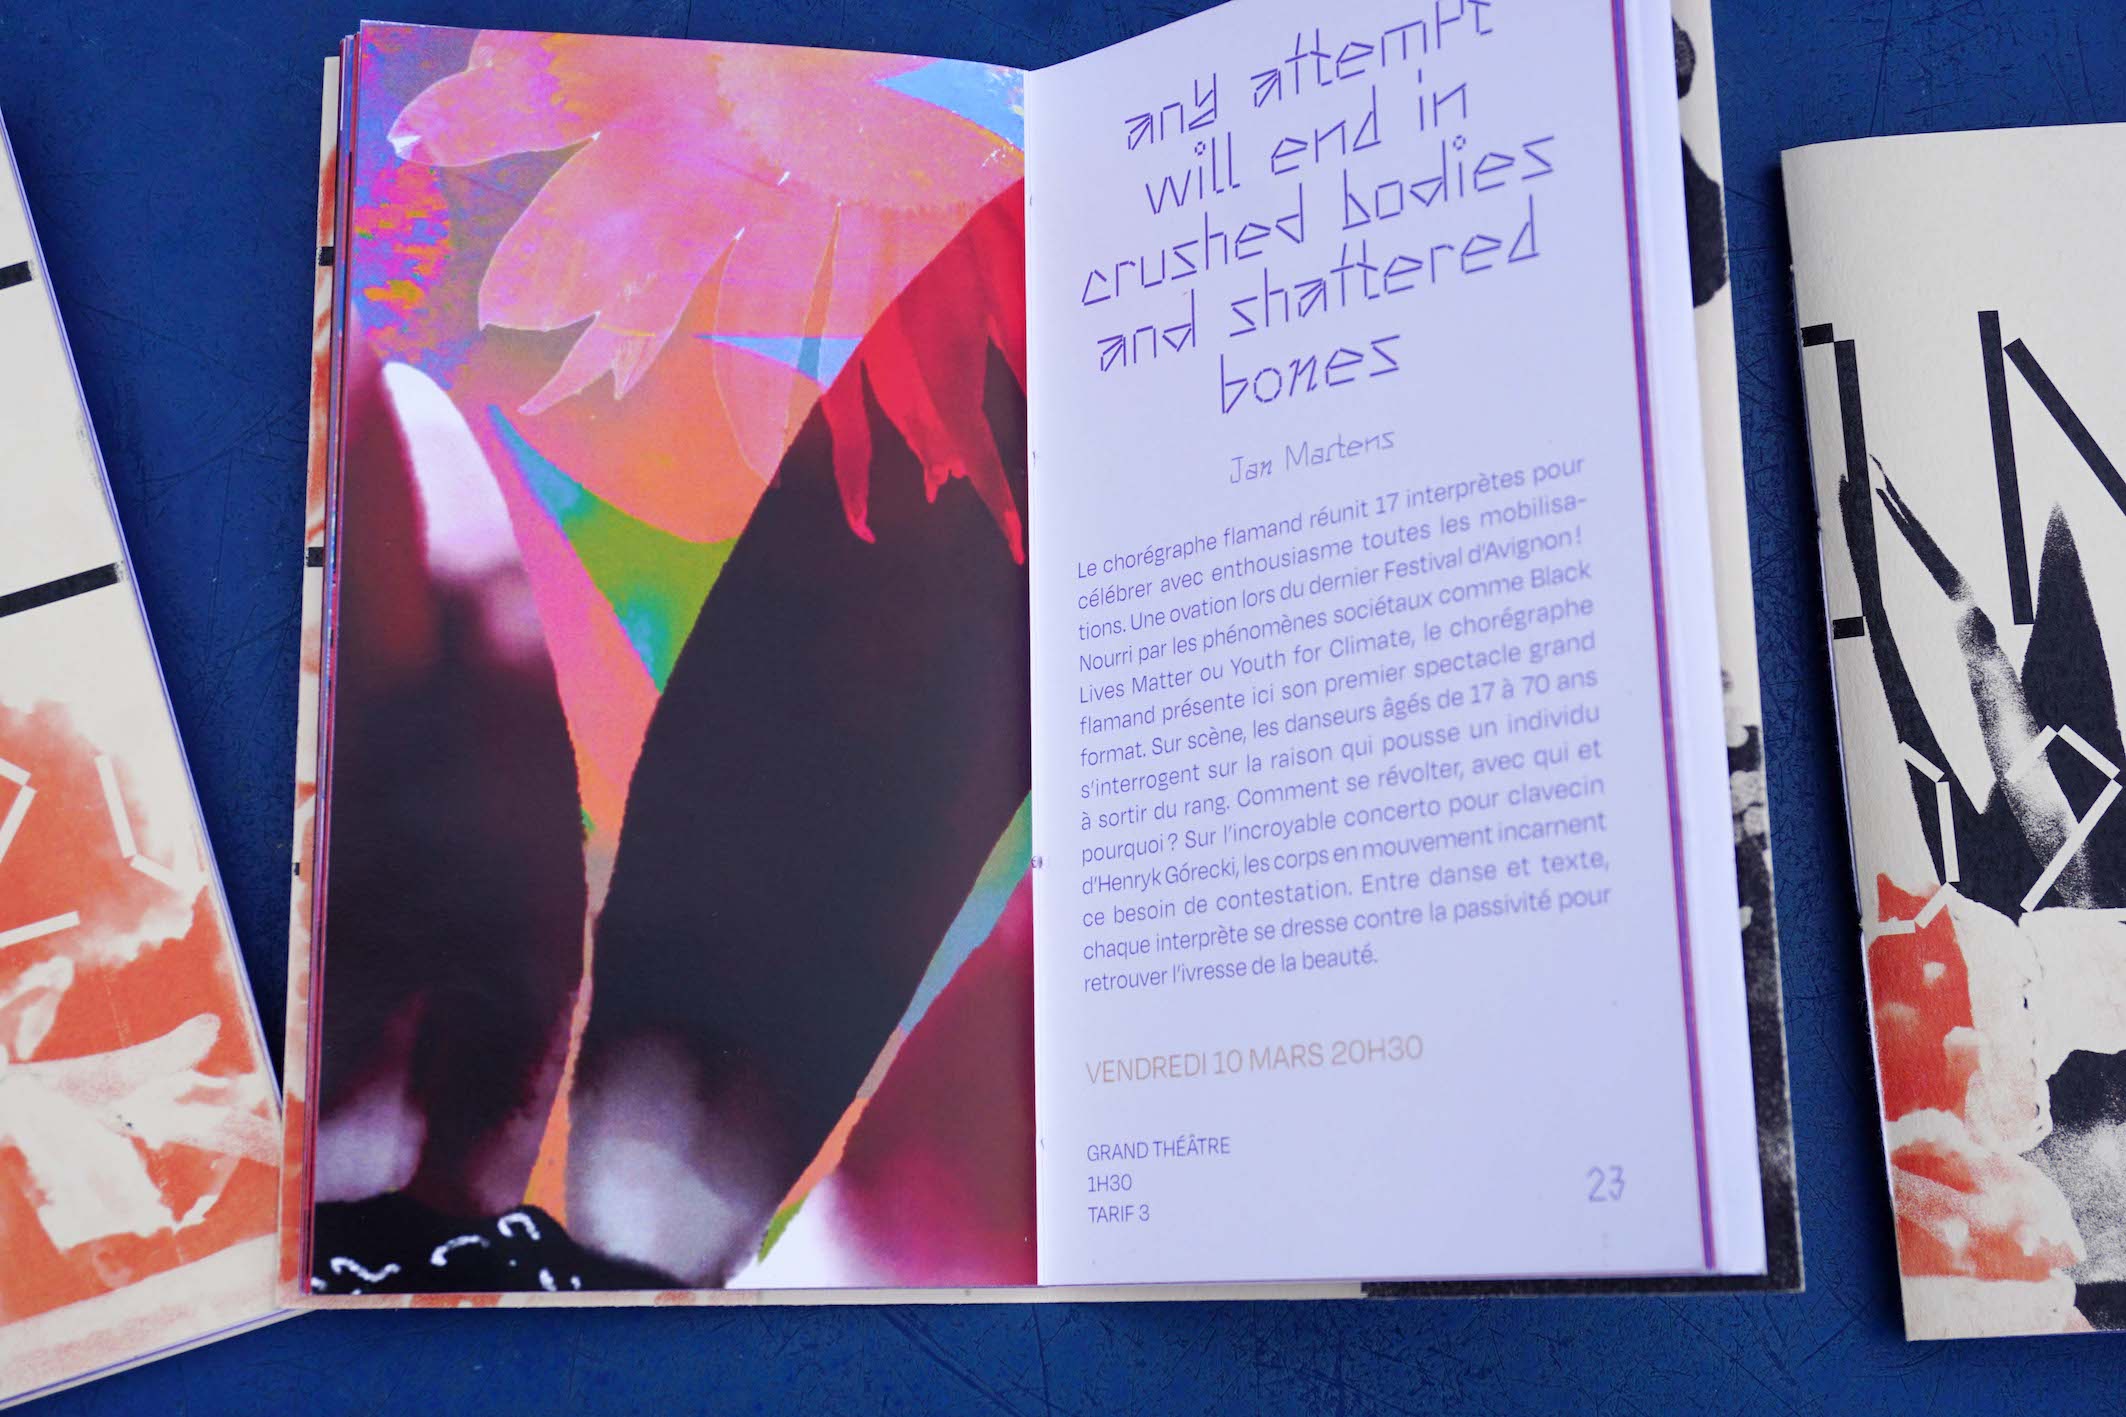 any attempt
will end in
crushed bodies
and shattered
bones
Jan Martens
Le chorégraphe flamand réunit 17 interprètes pour
célébrer avec enthousiasme toutes les mobilisa-
tions. Une ovation lors du dernier Festival d'Avignon !
Nourri par les phénomènes sociétaux comme Black
Lives Matter ou Youth for Climate, le chorégraphe
flamand présente ici son premier spectacle grand
format. Sur scène, les danseurs âgés de 17 à 70 ans
s'interrogent sur la raison qui pousse un individu
à sortir du rang. Comment se révolter, avec qui et
pourquoi ? Sur l'incroyable concerto pour clavecin
d'Henryk Górecki, les corps en mouvement incarnent
ce besoin de contestation. Entre danse et texte,
chaque interprète se dresse contre la passivité pour
retrouver l'ivresse de la beauté.
VENDREDI 10 MARS 20H30
GRAND THÉÂTRE
1H30
TARIF 3
23